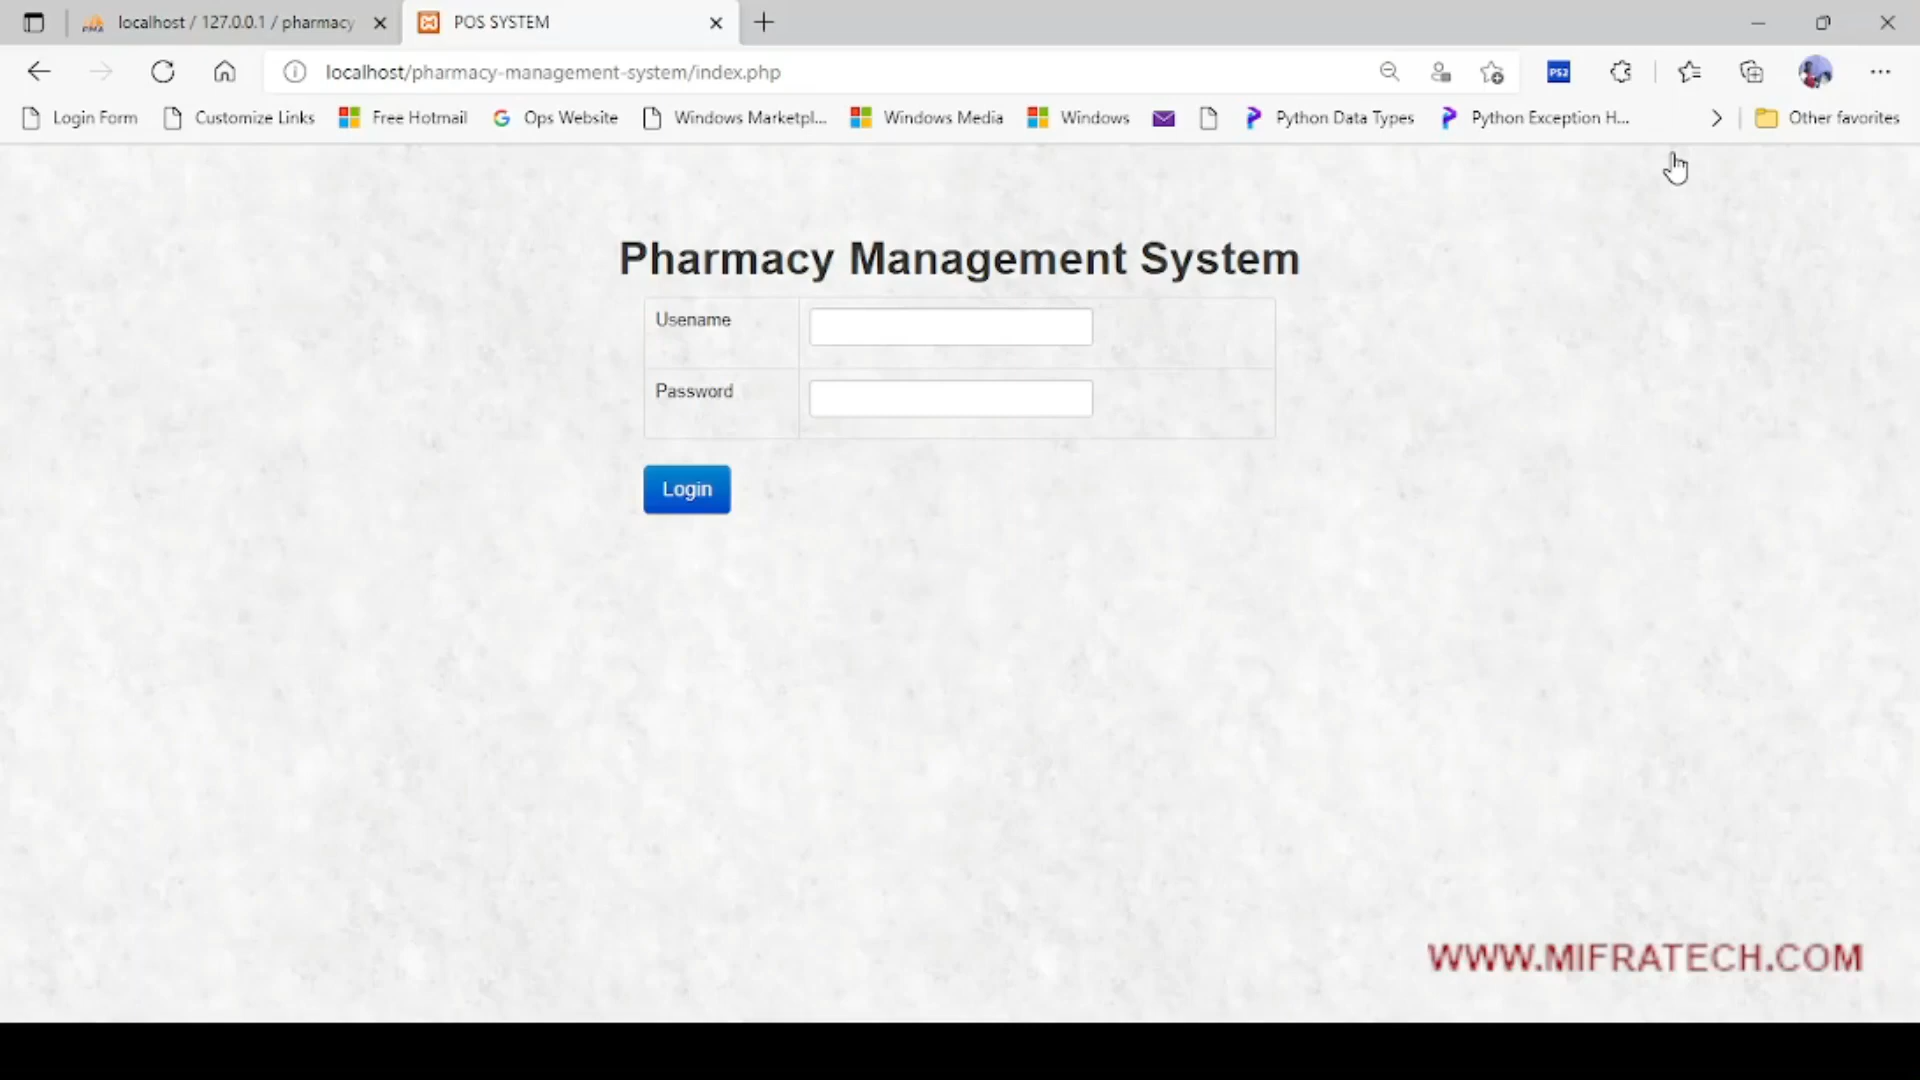 localhost / 127.0.0.1 / pharmacy
POS SYSTEM
localhost/pharmacy-management-system/index.php
PS2
Login Form
Customize Links
Free Hotmail
Ops Website
Windows Marketpl...
Windows Media
Windows
Python Data Types
Python Exception H...
Other favorites
Pharmacy Management System
Usename
Password
Login
WWW.MIFRATECH.COM